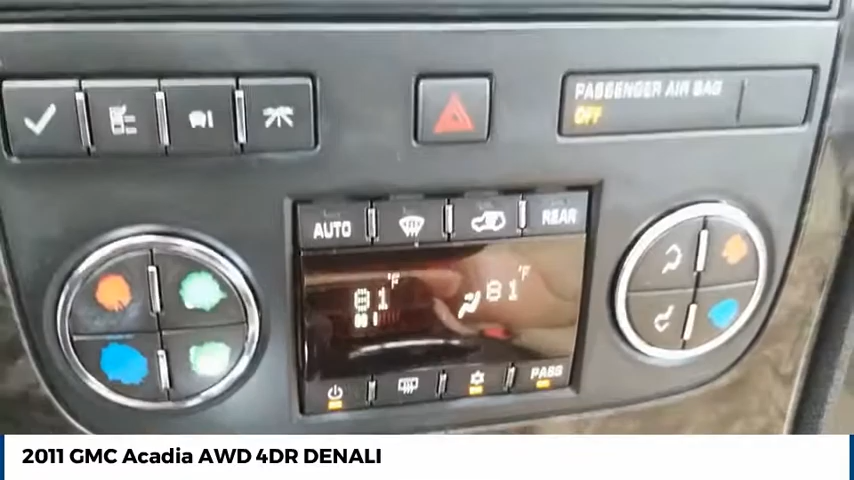 PASSENGER AIR BAG
OFF
AUTO
REAR
81°F
81°F
PASS
2011 GMC Acadia AWD 4DR DENALI